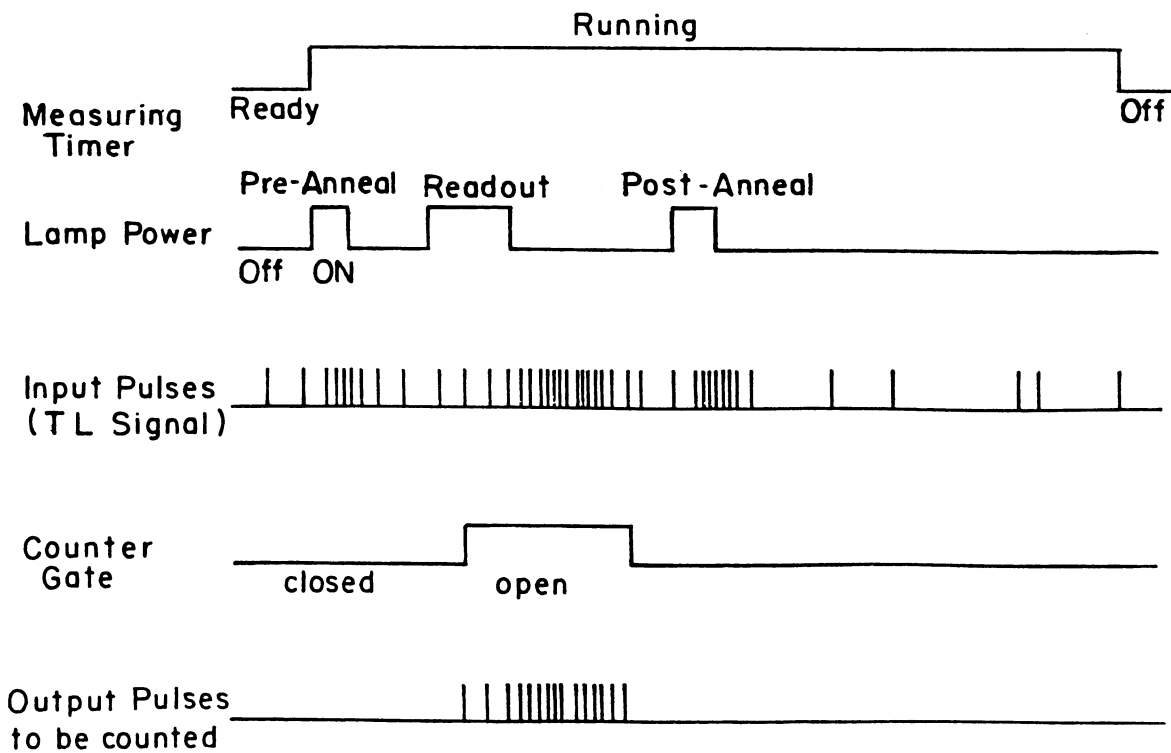 Running
Ready
Off
Measuring
Timer
Pre-Anneal
Readout
Post-Anneal
Lamp Power
Off
ON
Input Pulses
(TL Signal)
Counter
Gate
closed
open
Output Pulses
to be counted